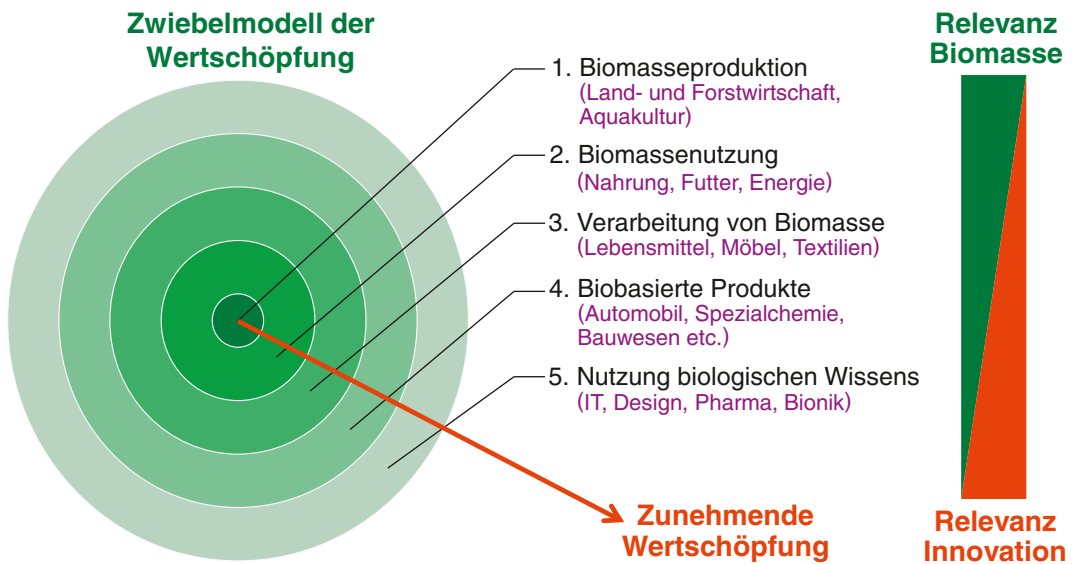 Zwiebelmodell der
Wertschöpfung
1. Biomasseproduktion
(Land- und Forstwirtschaft,
Aquakultur)
2. Biomassenutzung
(Nahrung, Futter, Energie)
3. Verarbeitung von Biomasse
(Lebensmittel, Möbel, Textilien)
4. Biobasierte Produkte
(Automobil, Spezialchemie,
Bauwesen etc.)
5. Nutzung biologischen Wissens
(IT, Design, Pharma, Bionik)
Zunehmende
Wertschöpfung
Relevanz
Biomasse
Relevanz
Innovation